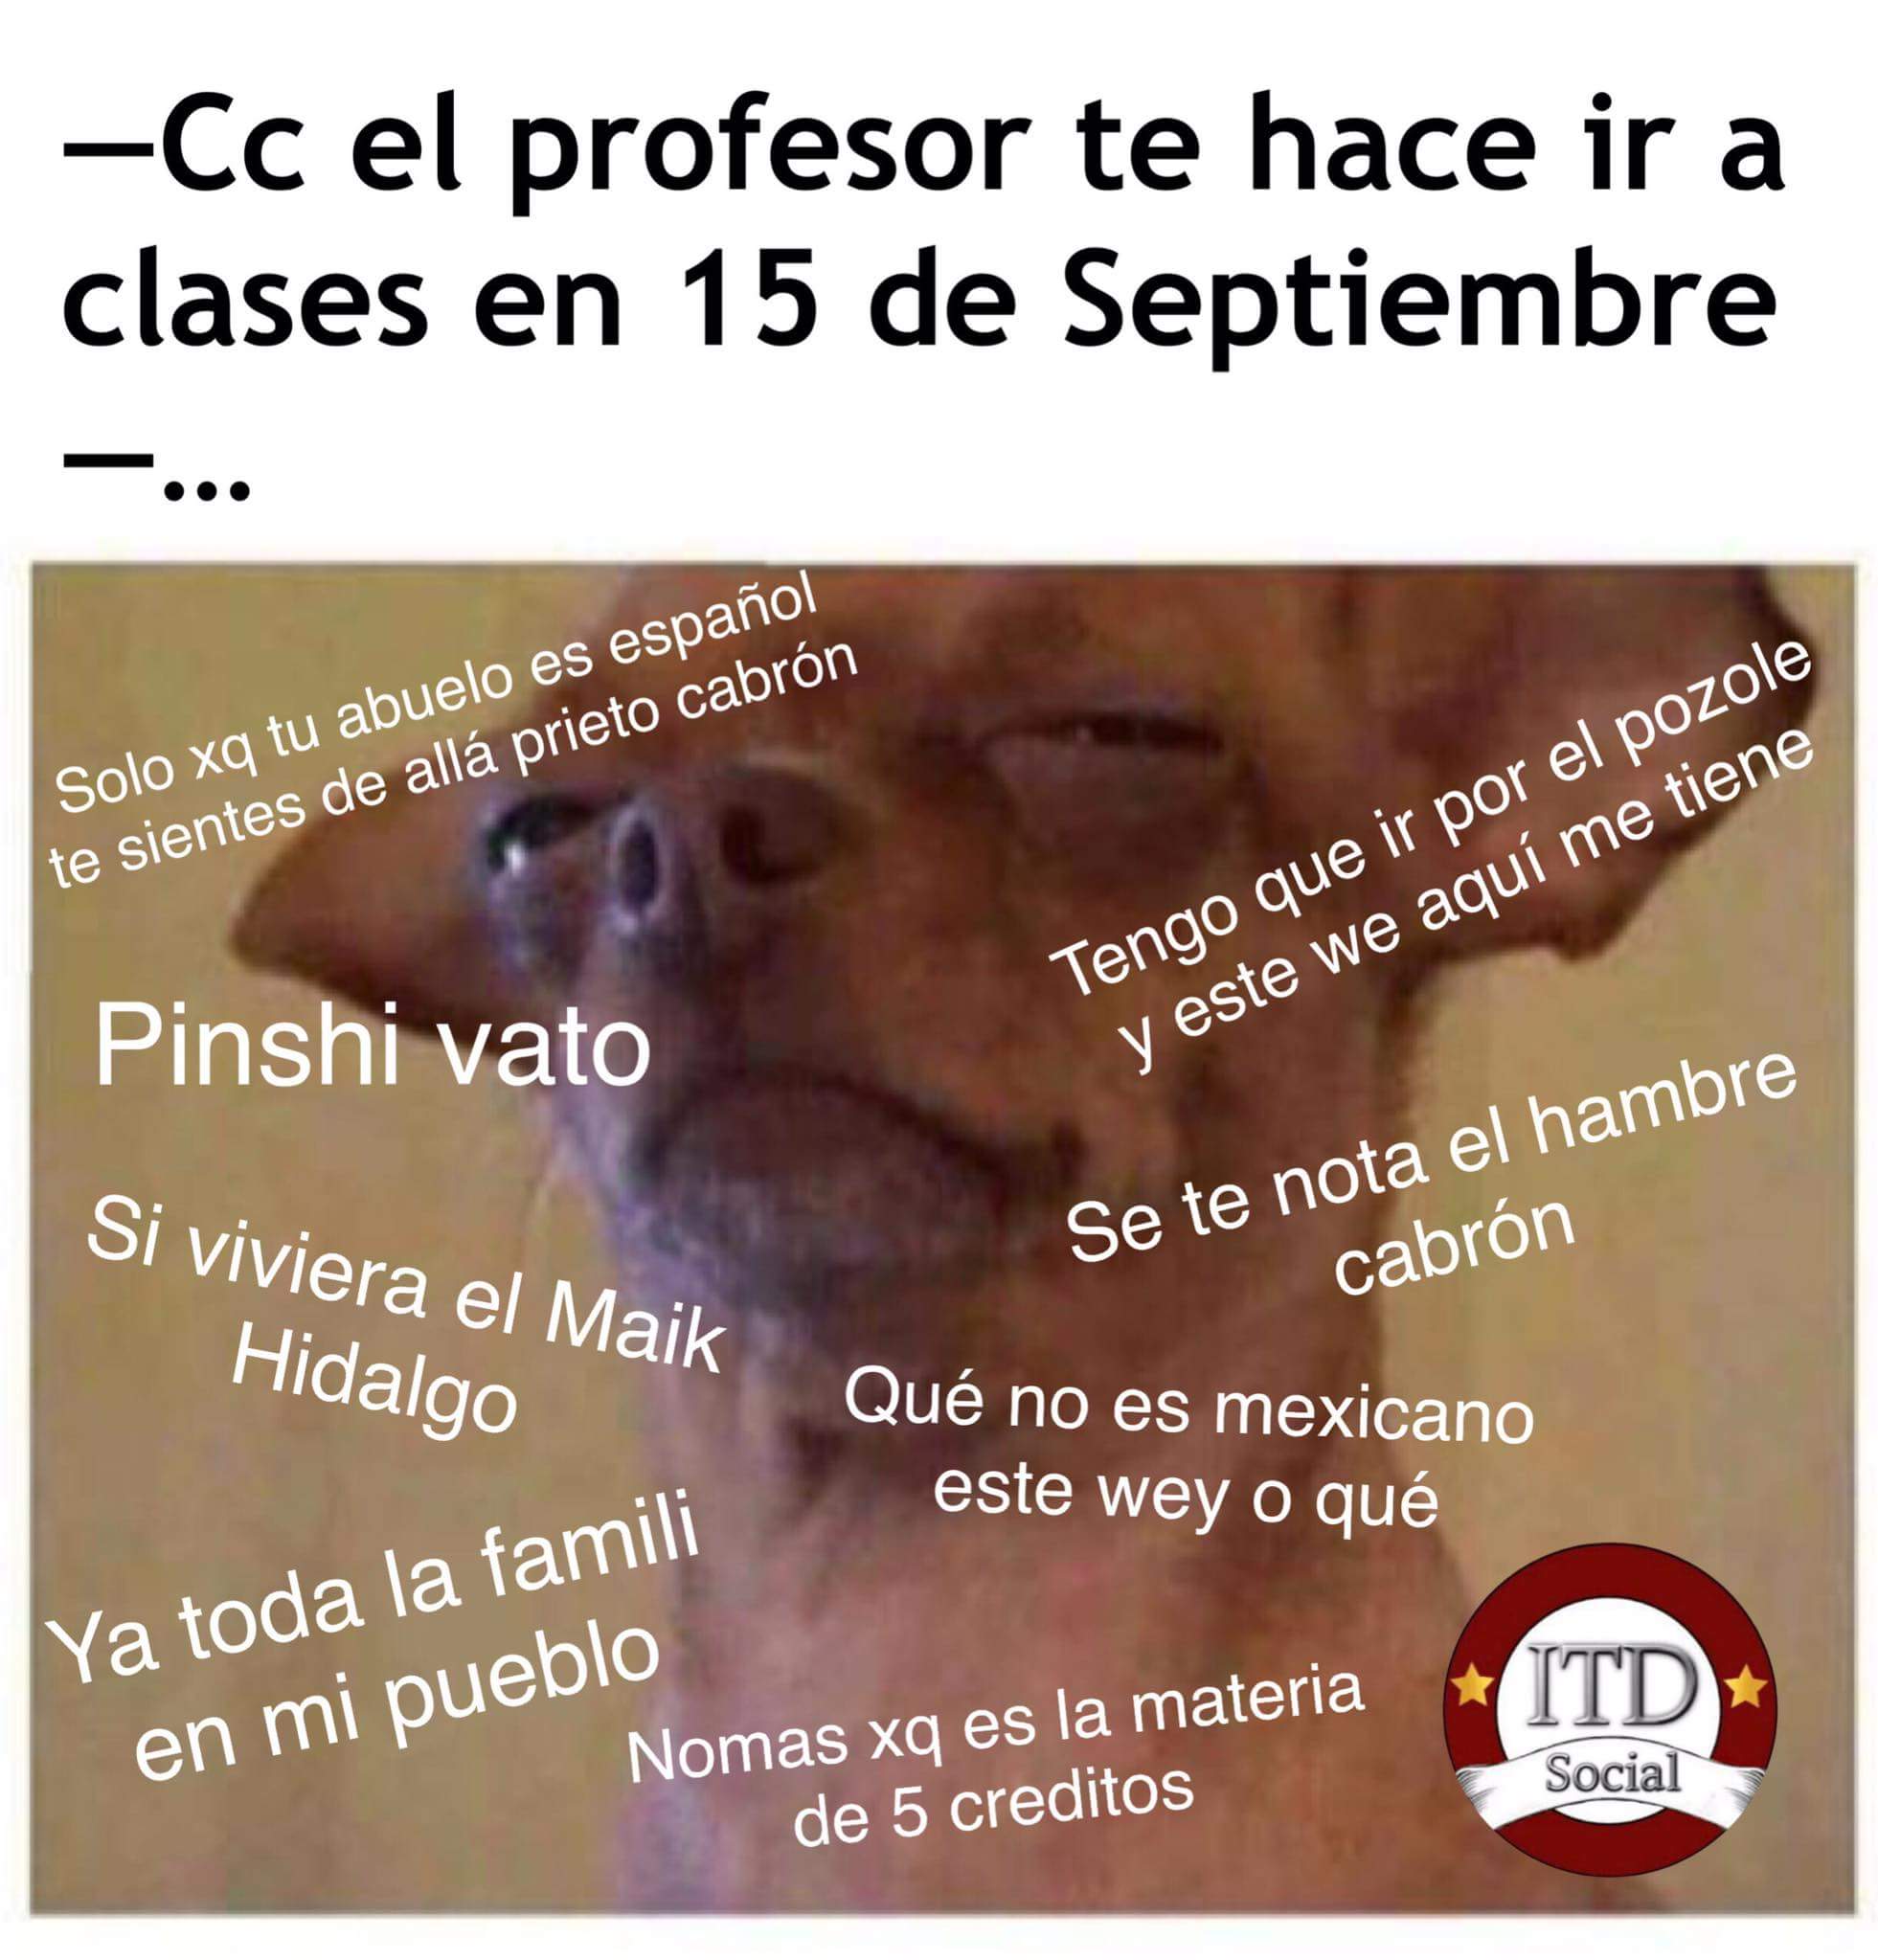 —Cc el profesor te hace ir a
clases en 15 de Septiembre
—...
Solo xq tu abuelo es español
te sientes de allá prieto cabrón
Tengo que ir por el pozole
y este we aquí me tiene
Pinshi vato
Se te nota el hambre
cabrón
Si viviera el Maik
Hidalgo
Qué no es mexicano
este wey o qué
Ya toda la famili
en mi pueblo
Nomas xq es la materia
de 5 creditos
ITD
Social